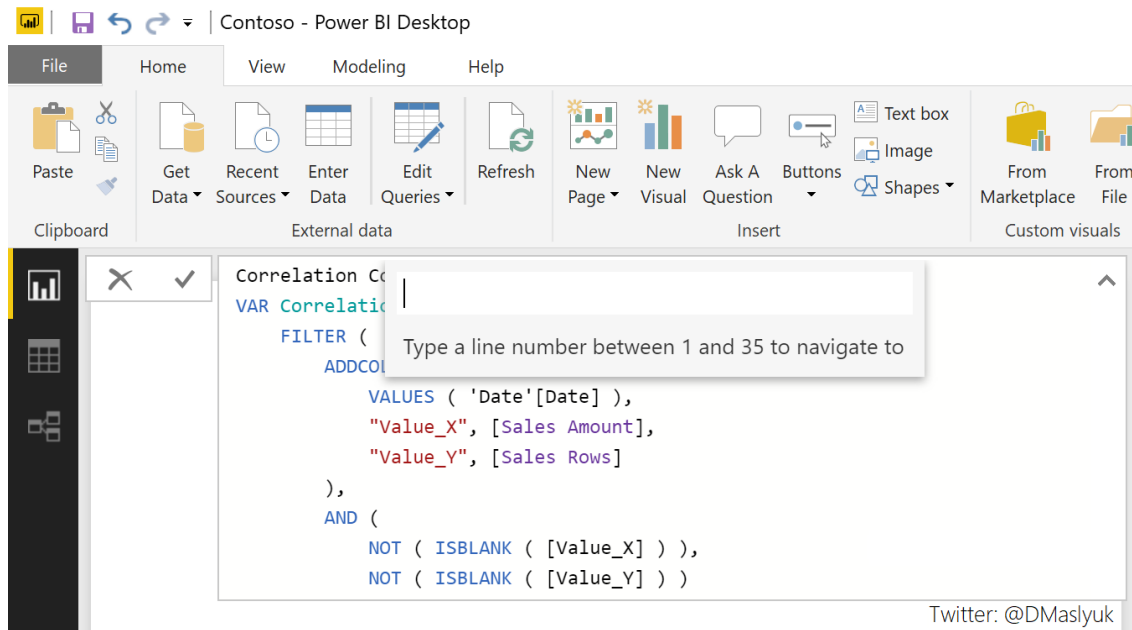 Contoso - Power BI Desktop
File Home View Modeling Help
Paste
Get Data
Recent Sources
Enter Data
Edit Queries
Refresh
New Page
New Visual
Ask A Question
Buttons
Text box
Image
Shapes
From Marketplace
From File
Clipboard External data Insert Custom visuals
Correlation
VAR
FILTER (
Type a line number between 1 and 35 to navigate to
VALUES ( 'Date'[Date] ),
"Value_X", [Sales Amount],
"Value_Y", [Sales Rows]
),
AND (
NOT ( ISBLANK ( [Value_X] ) ),
NOT ( ISBLANK ( [Value_Y] ) )
Twitter: @DMaslyuk